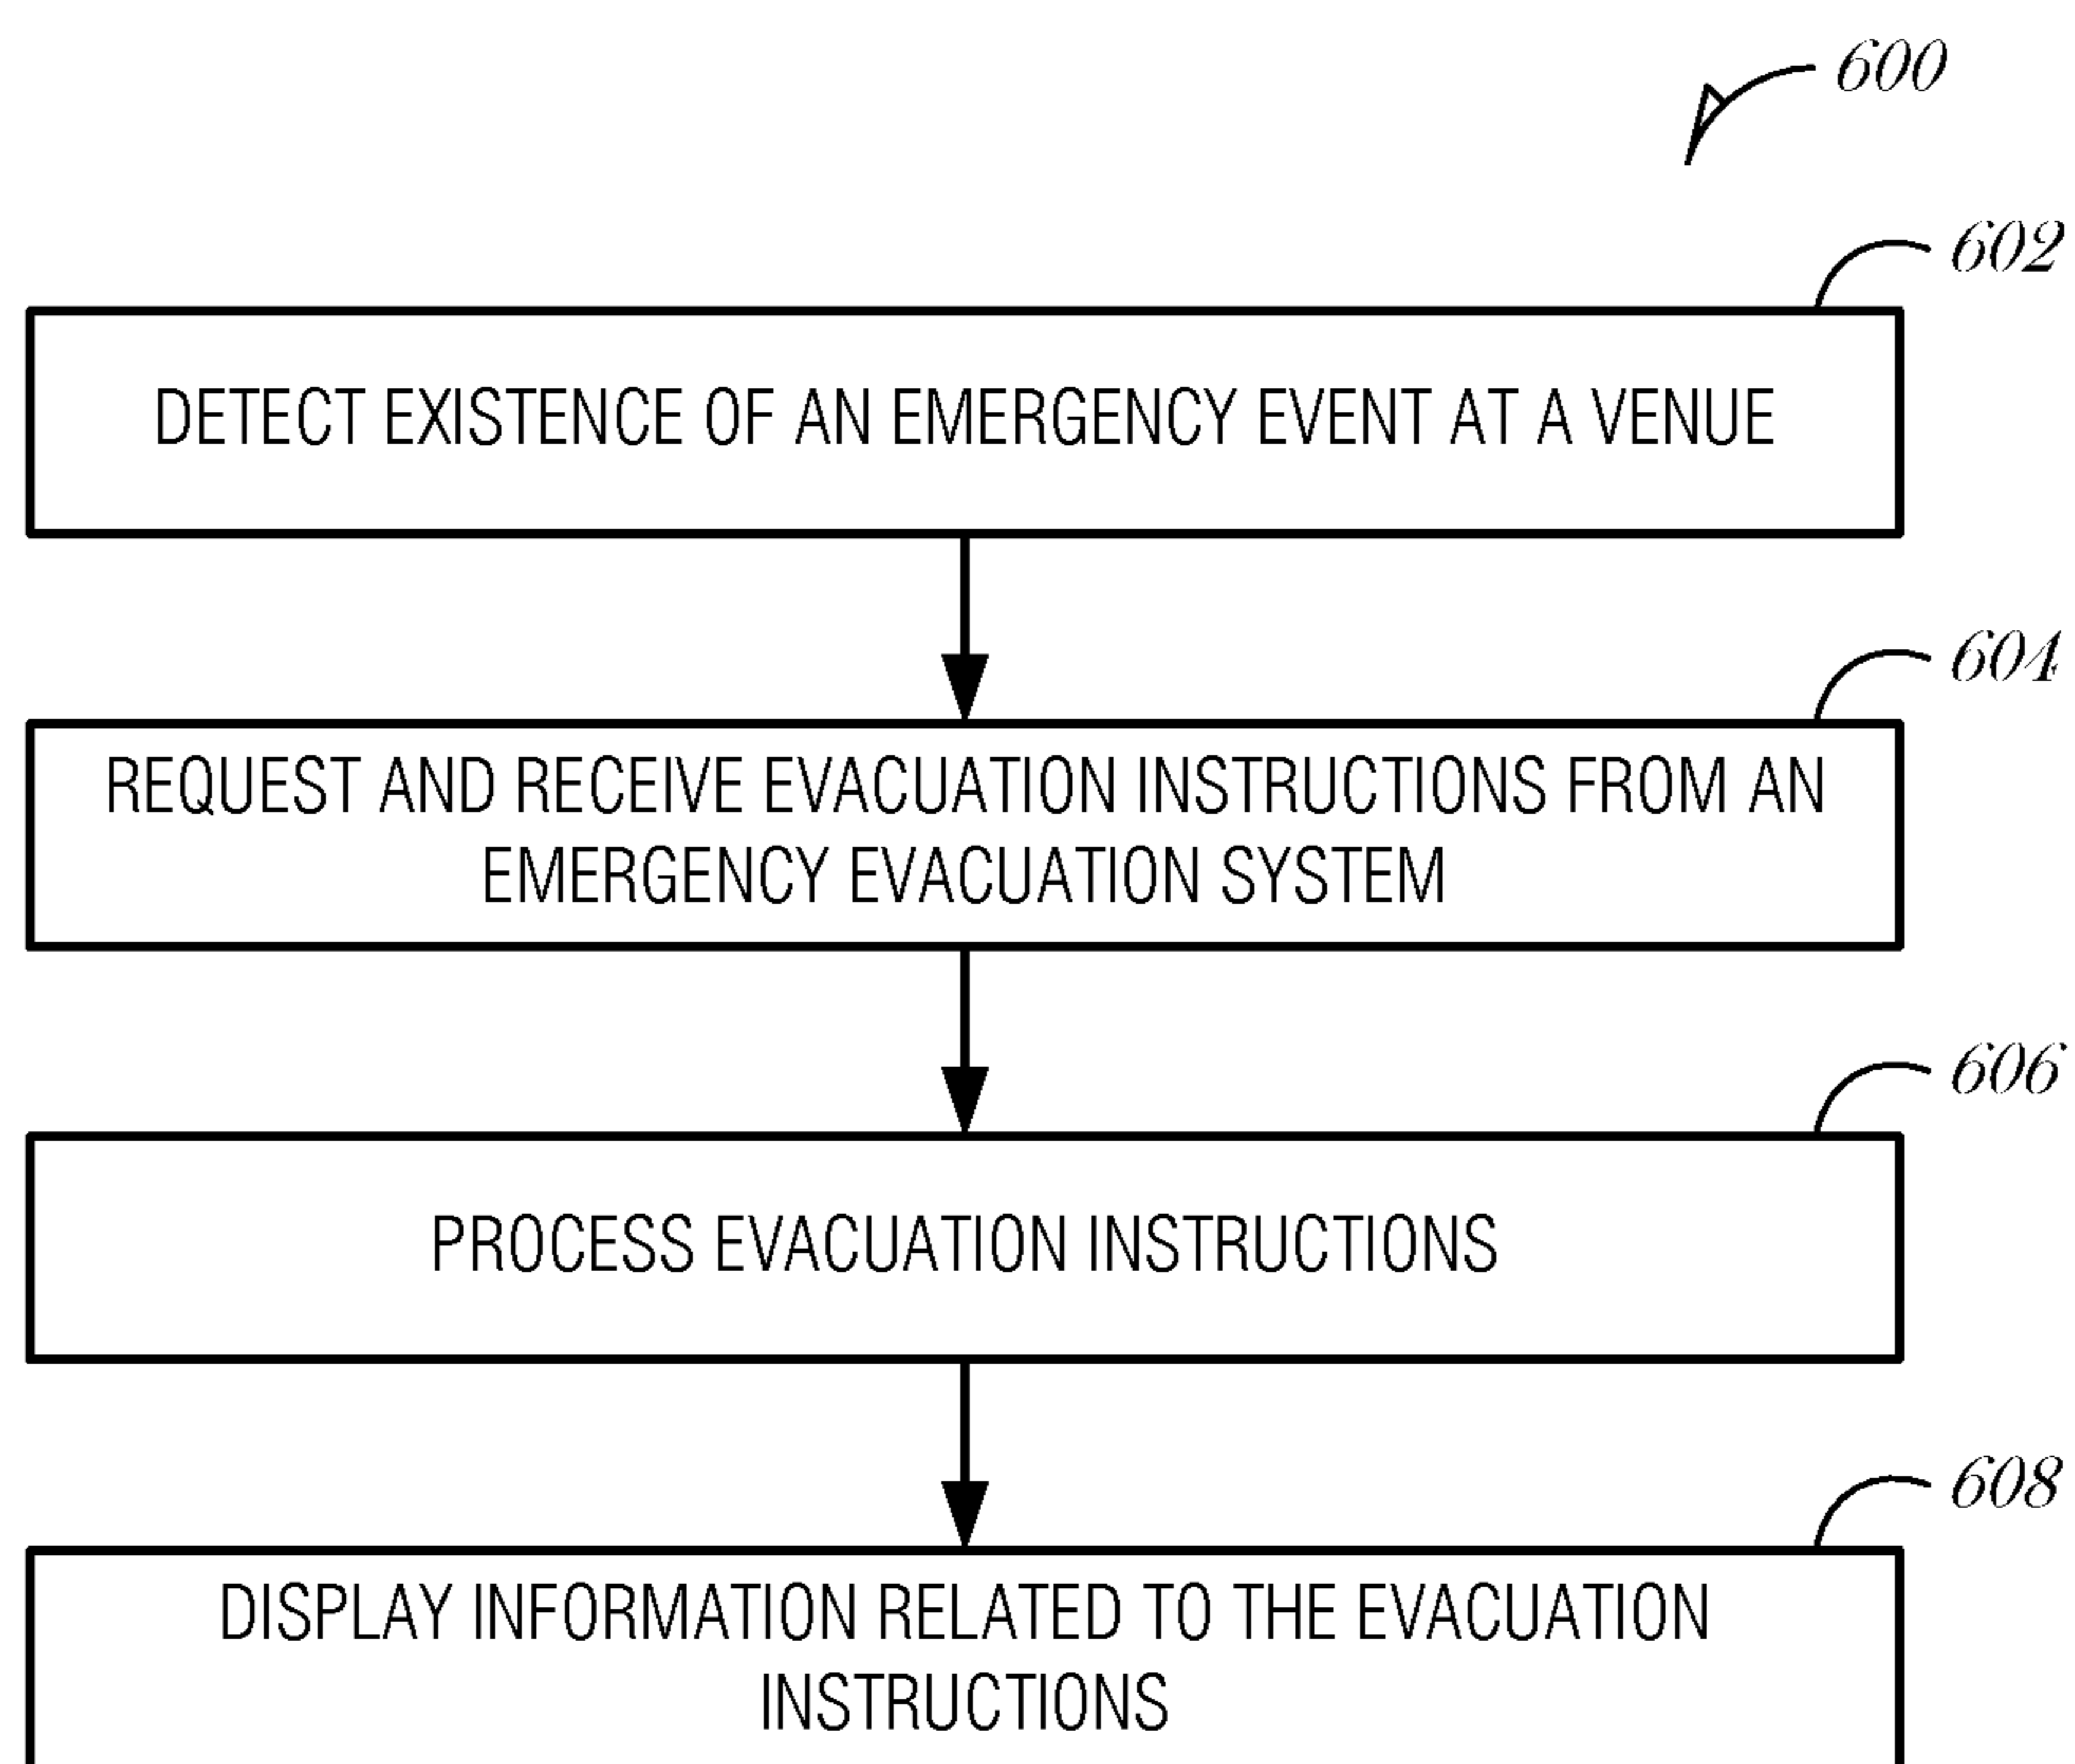 600
602
DETECT EXISTENCE OF AN EMERGENCY EVENT AT A VENUE
604
REQUEST AND RECEIVE EVACUATION INSTRUCTIONS FROM AN
EMERGENCY EVACUATION SYSTEM
606
PROCESS EVACUATION INSTRUCTIONS
608
DISPLAY INFORMATION RELATED TO THE EVACUATION
INSTRUCTIONS